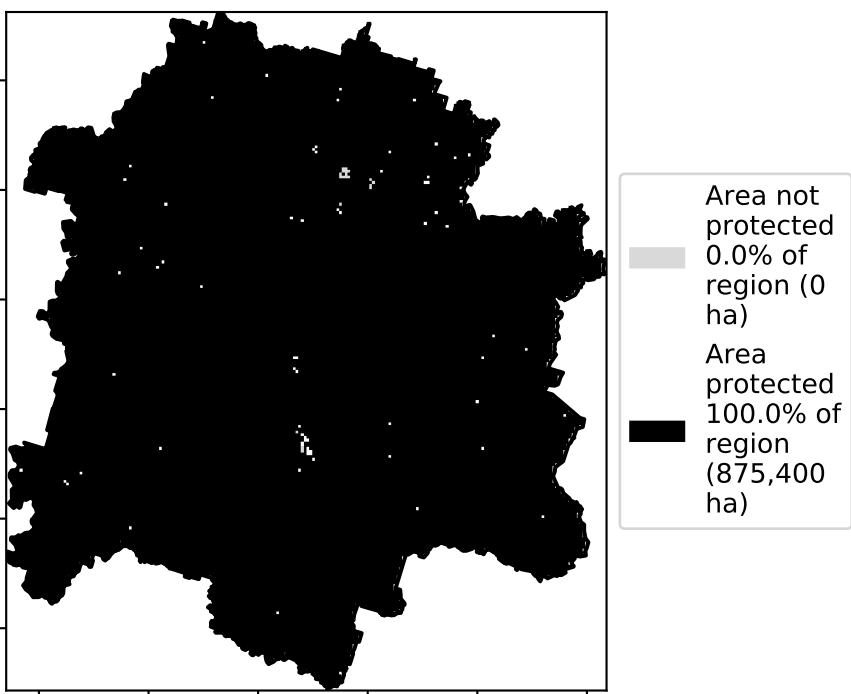 Area not
protected
0.0% of
region (0
ha)
Area
protected
100.0% of
region
(875,400
ha)